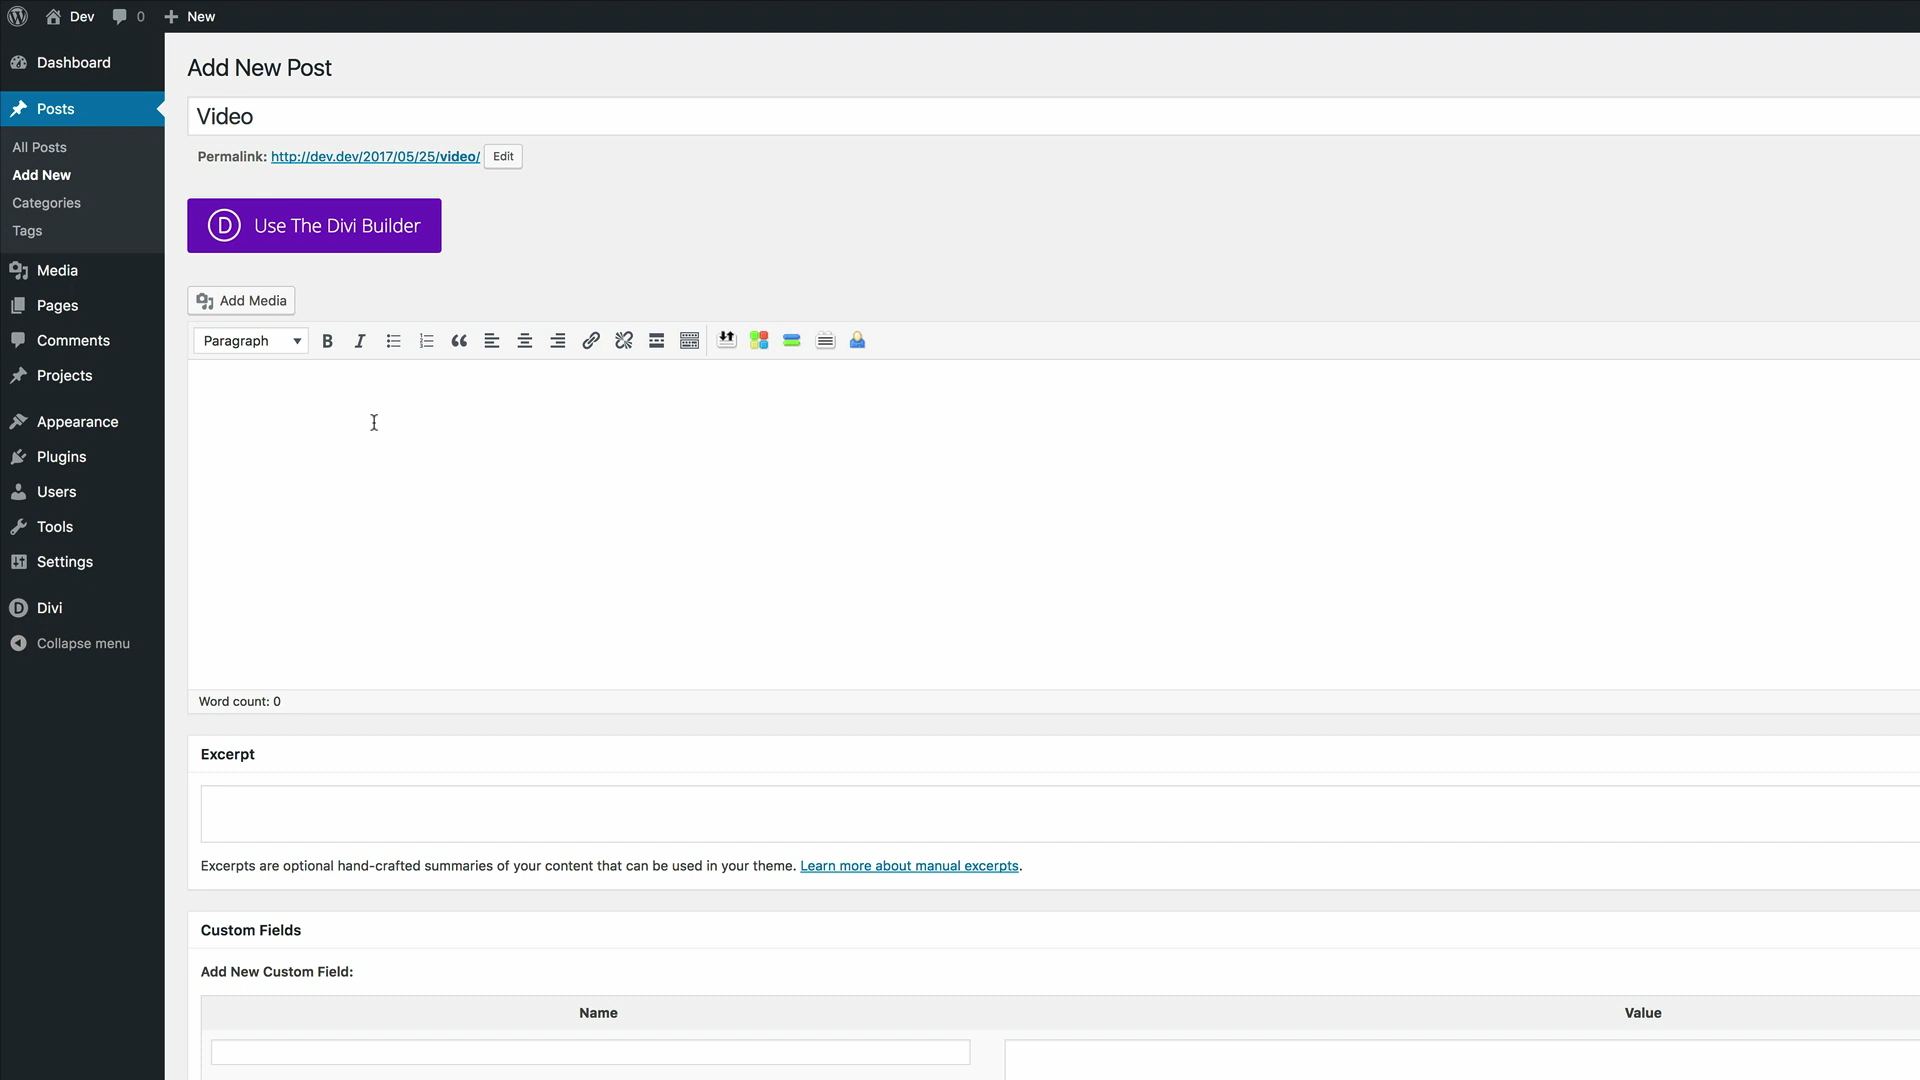 Dev 0 New
Dashboard
Posts
All Posts
Add New
Categories
Tags
Media
Pages
Comments
Projects
Appearance
Plugins
Users
Tools
Settings
Divi
Collapse menu
Add New Post
Video
Permalink: http://dev.dev/2017/05/25/video/ Edit
D Use The Divi Builder
Add Media
Paragraph
Word count: 0
Excerpt
Excerpts are optional hand-crafted summaries of your content that can be used in your theme. Learn more about manual excerpts.
Custom Fields
Add New Custom Field:
Name Value